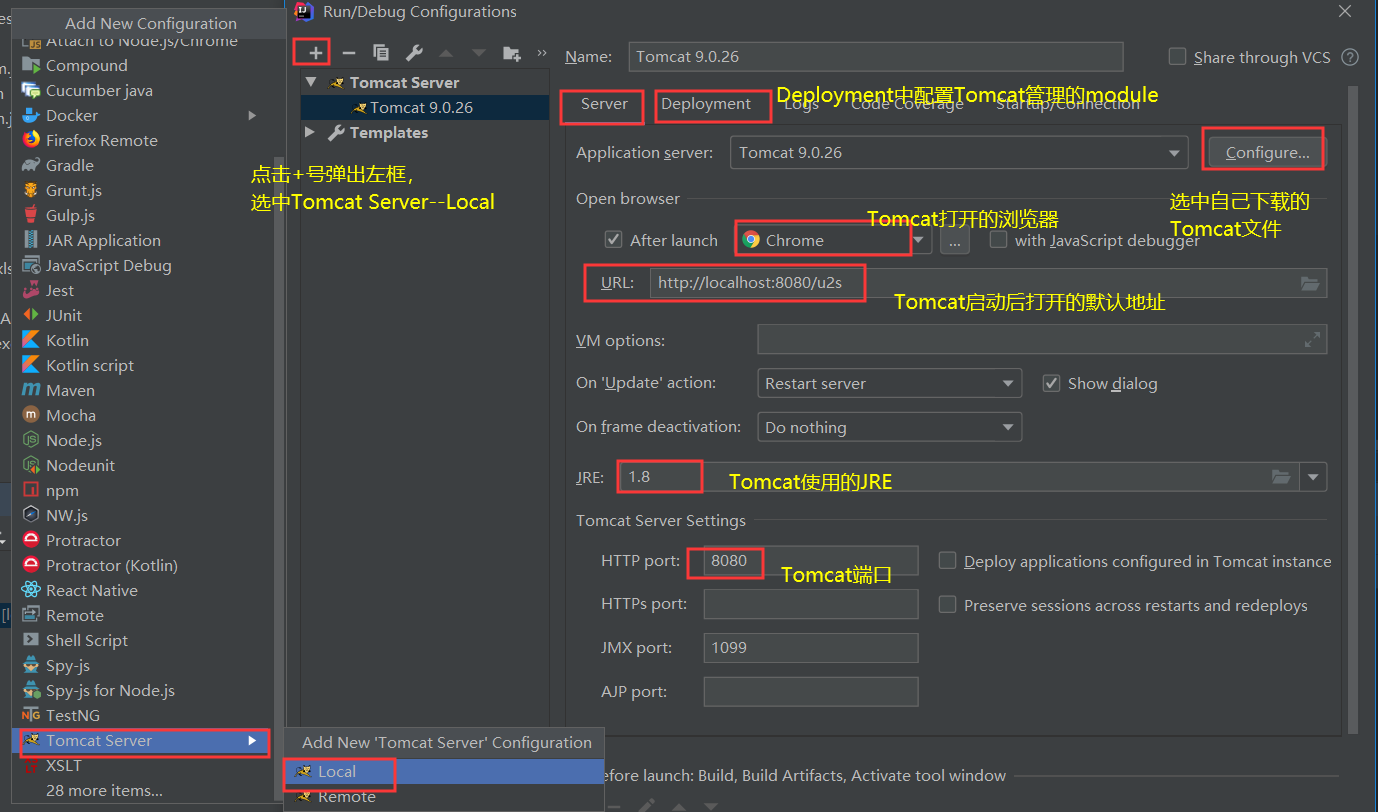 Add New Configuration
Attach to Node.js/Chrome
Compound
Cucumber java
Docker
Firefox Remote
Gradle
Grunt.js
Gulp.js
JAR Application
JavaScript Debug
Jest
JUnit
Kotlin
Kotlin script
Maven
Mocha
Node.js
Nodeunit
npm
NW.js
Protractor
Protractor (Kotlin)
React Native
Remote
Shell Script
Spy-js
Spy-js for Node.js
TestNG
Tomcat Server
XSLT
28 more items...
Add New 'Tomcat Server' Configuration
Local
Remote
Run/Debug Configurations
Tomcat Server
Tomcat 9.0.26
Templates
点击+号弹出左框，
选中Tomcat Server--Local
Name: Tomcat 9.0.26
Share through VCS
Server Deployment Logs Code Coverage Startup/Connection
Deployment中配置Tomcat管理的module
Application server: Tomcat 9.0.26 Configure...
选中自己下载的
Tomcat文件
Open browser
Tomcat打开的浏览器
After launch Chrome ... with JavaScript debugger
URL: http://localhost:8080/u2s
Tomcat启动后打开的默认地址
VM options:
On 'Update' action: Restart server Show dialog
On frame deactivation: Do nothing
JRE: 1.8 Tomcat使用的JRE
Tomcat Server Settings
HTTP port: 8080 Deploy applications configured in Tomcat instance
Tomcat端口
HTTPs port: Preserve sessions across restarts and redeploys
JMX port: 1099
AJP port:
efore launch: Build, Build Artifacts, Activate tool window